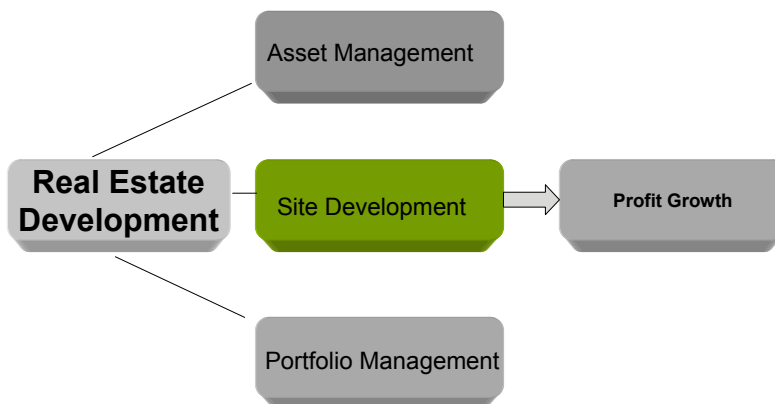 Asset Management
Real Estate
Development
Site Development
Profit Growth
Portfolio Management